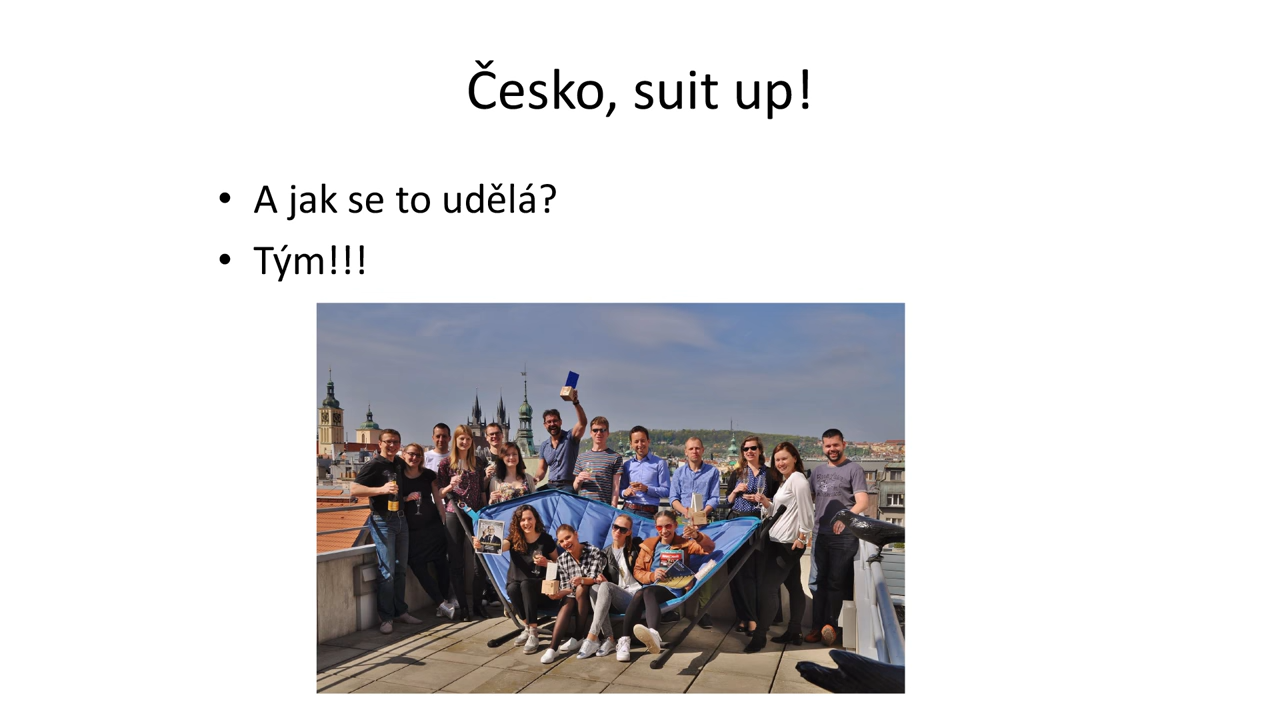 Česko, suit up!
• A jak se to udělá?
• Tým!!!